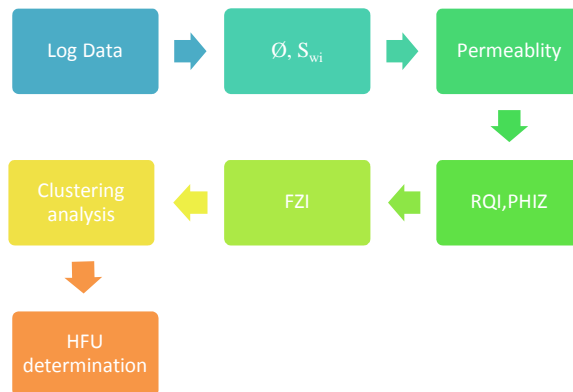 Log Data
Ø, Swi
Permeablity
RQI,PHIZ
FZI
Clustering
analysis
HFU
determination